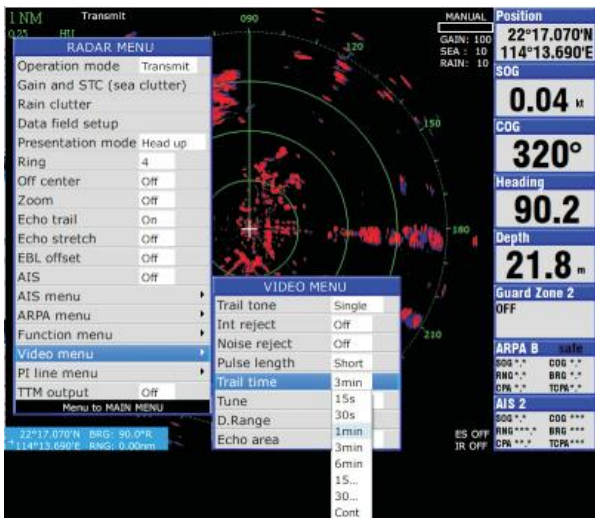 1 NM Transmit 090 MANUAL
0.25 HU
GAIN: 100
SEA : 10
RAIN: 10
120
150
180
210
RADAR MENU
Operation mode Transmit
Gain and STC (sea clutter)
Rain clutter
Data field setup
Presentation mode Head up
Ring 4
Off center Off
Zoom Off
Echo trail On
Echo stretch Off
EBL offset Off
AIS Off
AIS menu
ARPA menu
Function menu
Video menu
PI line menu
TTM output Off
Menu to MAIN MENU
22°17.070'N BRG: 90.0°R
114°13.690'E RNG: 0.00nm
VIDEO MENU
Trail tone Single
Int reject Off
Noise reject Off
Pulse length Short
Trail time 3min
Tune
D.Range
Echo area
15s
30s
1min
3min
6min
15...
30...
Cont
ES OFF
IR OFF
Position
22°17.070'N
114°13.690'E
SOG
0.04 kt
COG
320°
Heading
90.2
Depth
21.8 m
Guard Zone 2
OFF
ARPA B safe
SOG *.* COG ***.*
RNG*.* BRG ***.*
CPA *.* TCPA*.*
AIS 2
SOG *.* COG ***
RNG***.* BRG ***
CPA **.* TCPA***